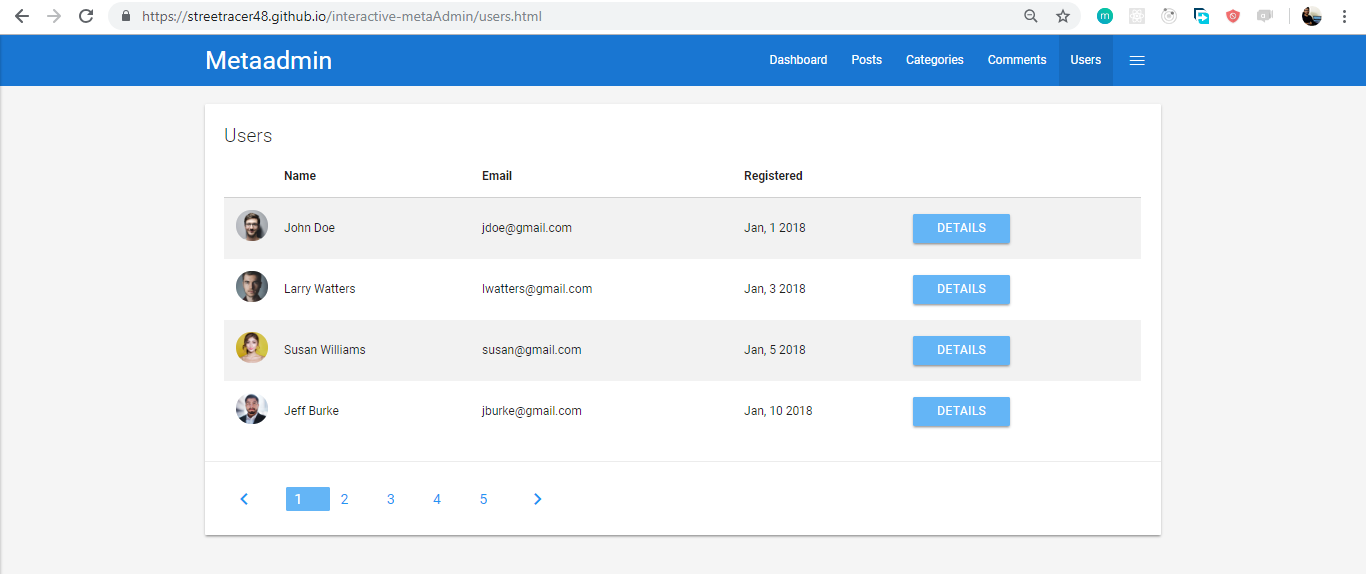 https://streetracer48.github.io/interactive-metaAdmin/users.html
m
Metaadmin Dashboard Posts Categories Comments Users
Users
Name Email Registered
John Doe jdoe@gmail.com Jan, 1 2018 DETAILS
Larry Watters lwatters@gmail.com Jan, 3 2018 DETAILS
Susan Williams susan@gmail.com Jan, 5 2018 DETAILS
Jeff Burke jburke@gmail.com Jan, 10 2018 DETAILS
1 2 3 4 5